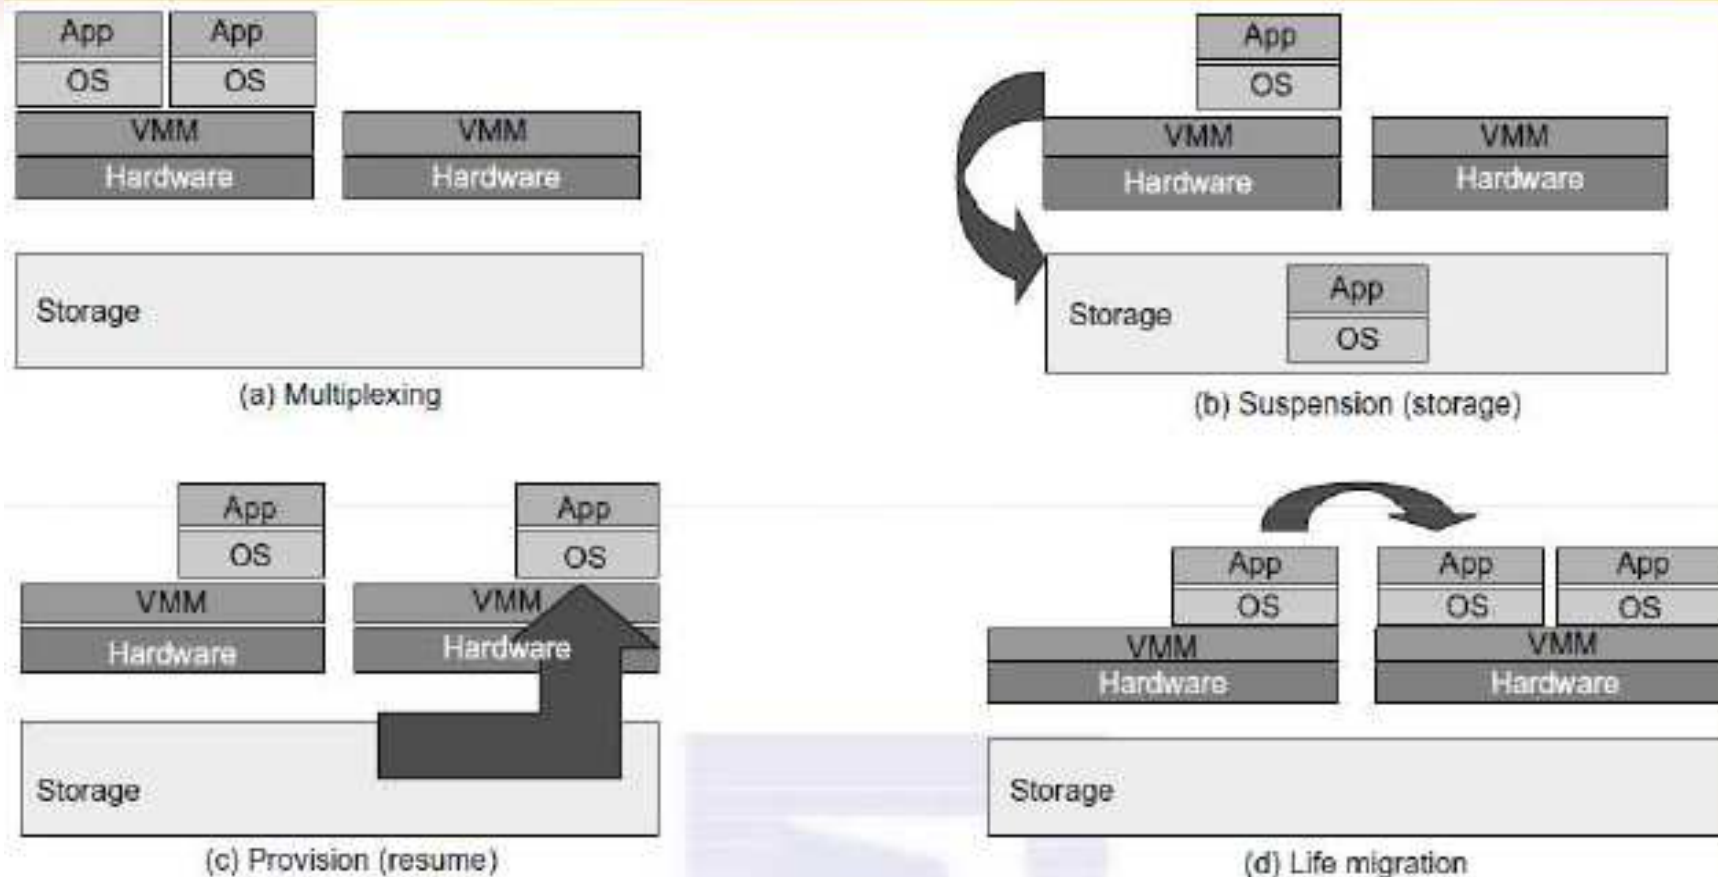 App App
OS OS
VMM VMM
Hardware Hardware
Storage
(a) Multiplexing
App
OS
VMM VMM
Hardware Hardware
App
Storage
OS
(b) Suspension (storage)
App App
OS OS
VMM VMM
Hardware Hardware
Storage
(c) Provision (resume)
App App App
OS OS OS
VMM VMM
Hardware Hardware
Storage
(d) Life migration